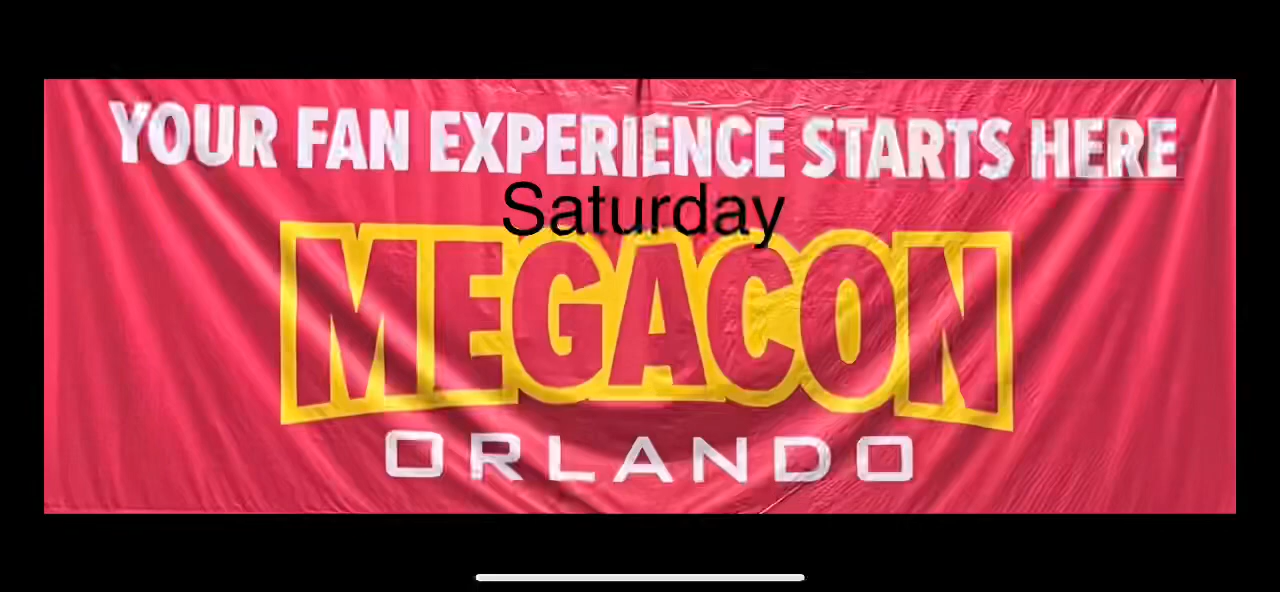 YOUR FAN EXPERIENCE STARTS HERE
Saturday
MEGACON
ORLANDO